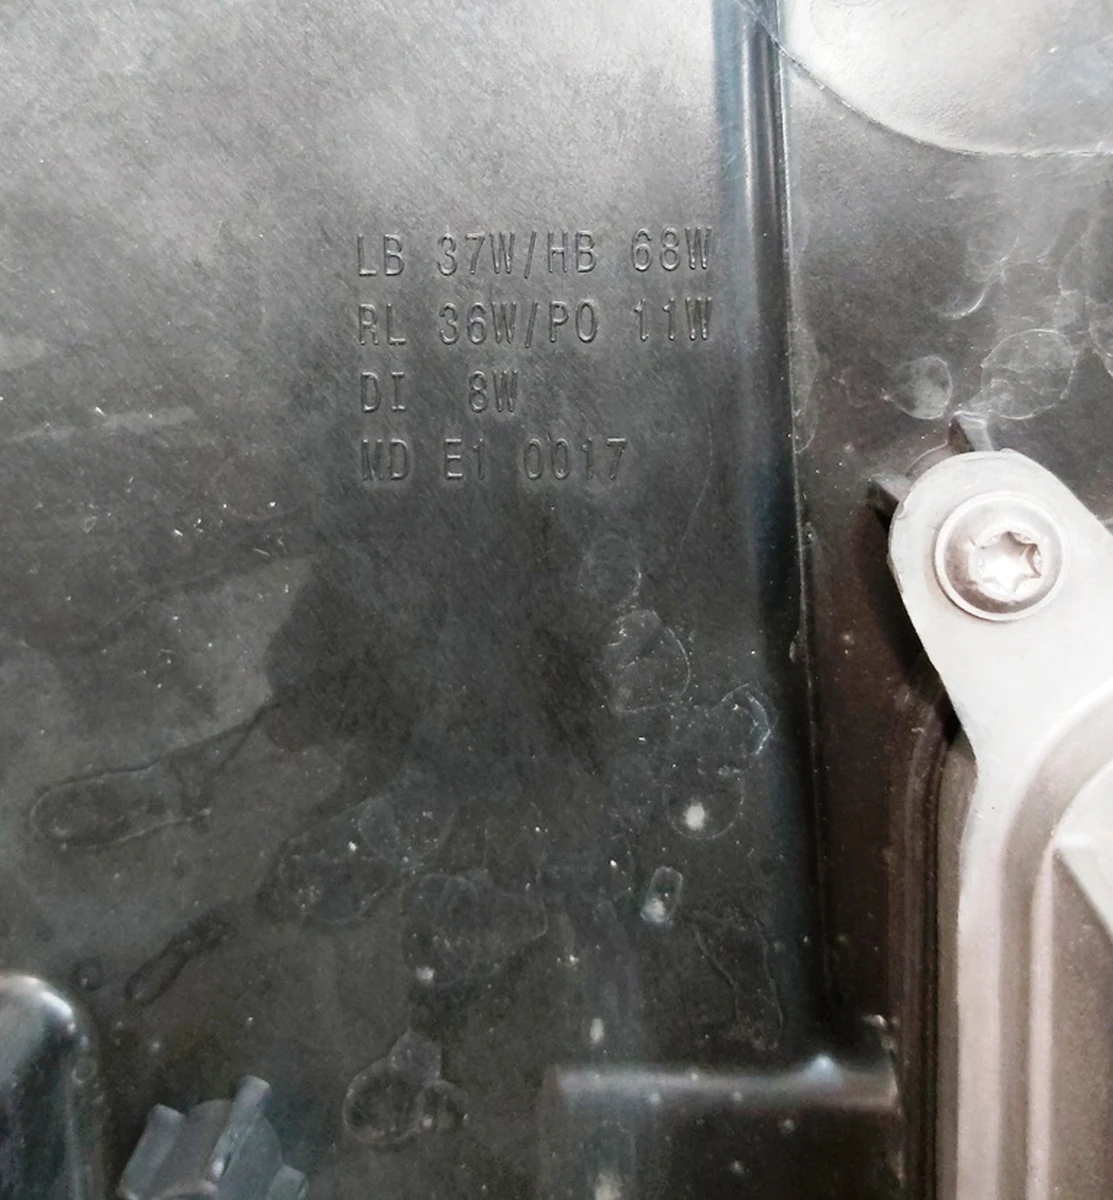 LB 37W/HB 68W
RL 36W/PO 11W
DI 8W
MD E1 0017